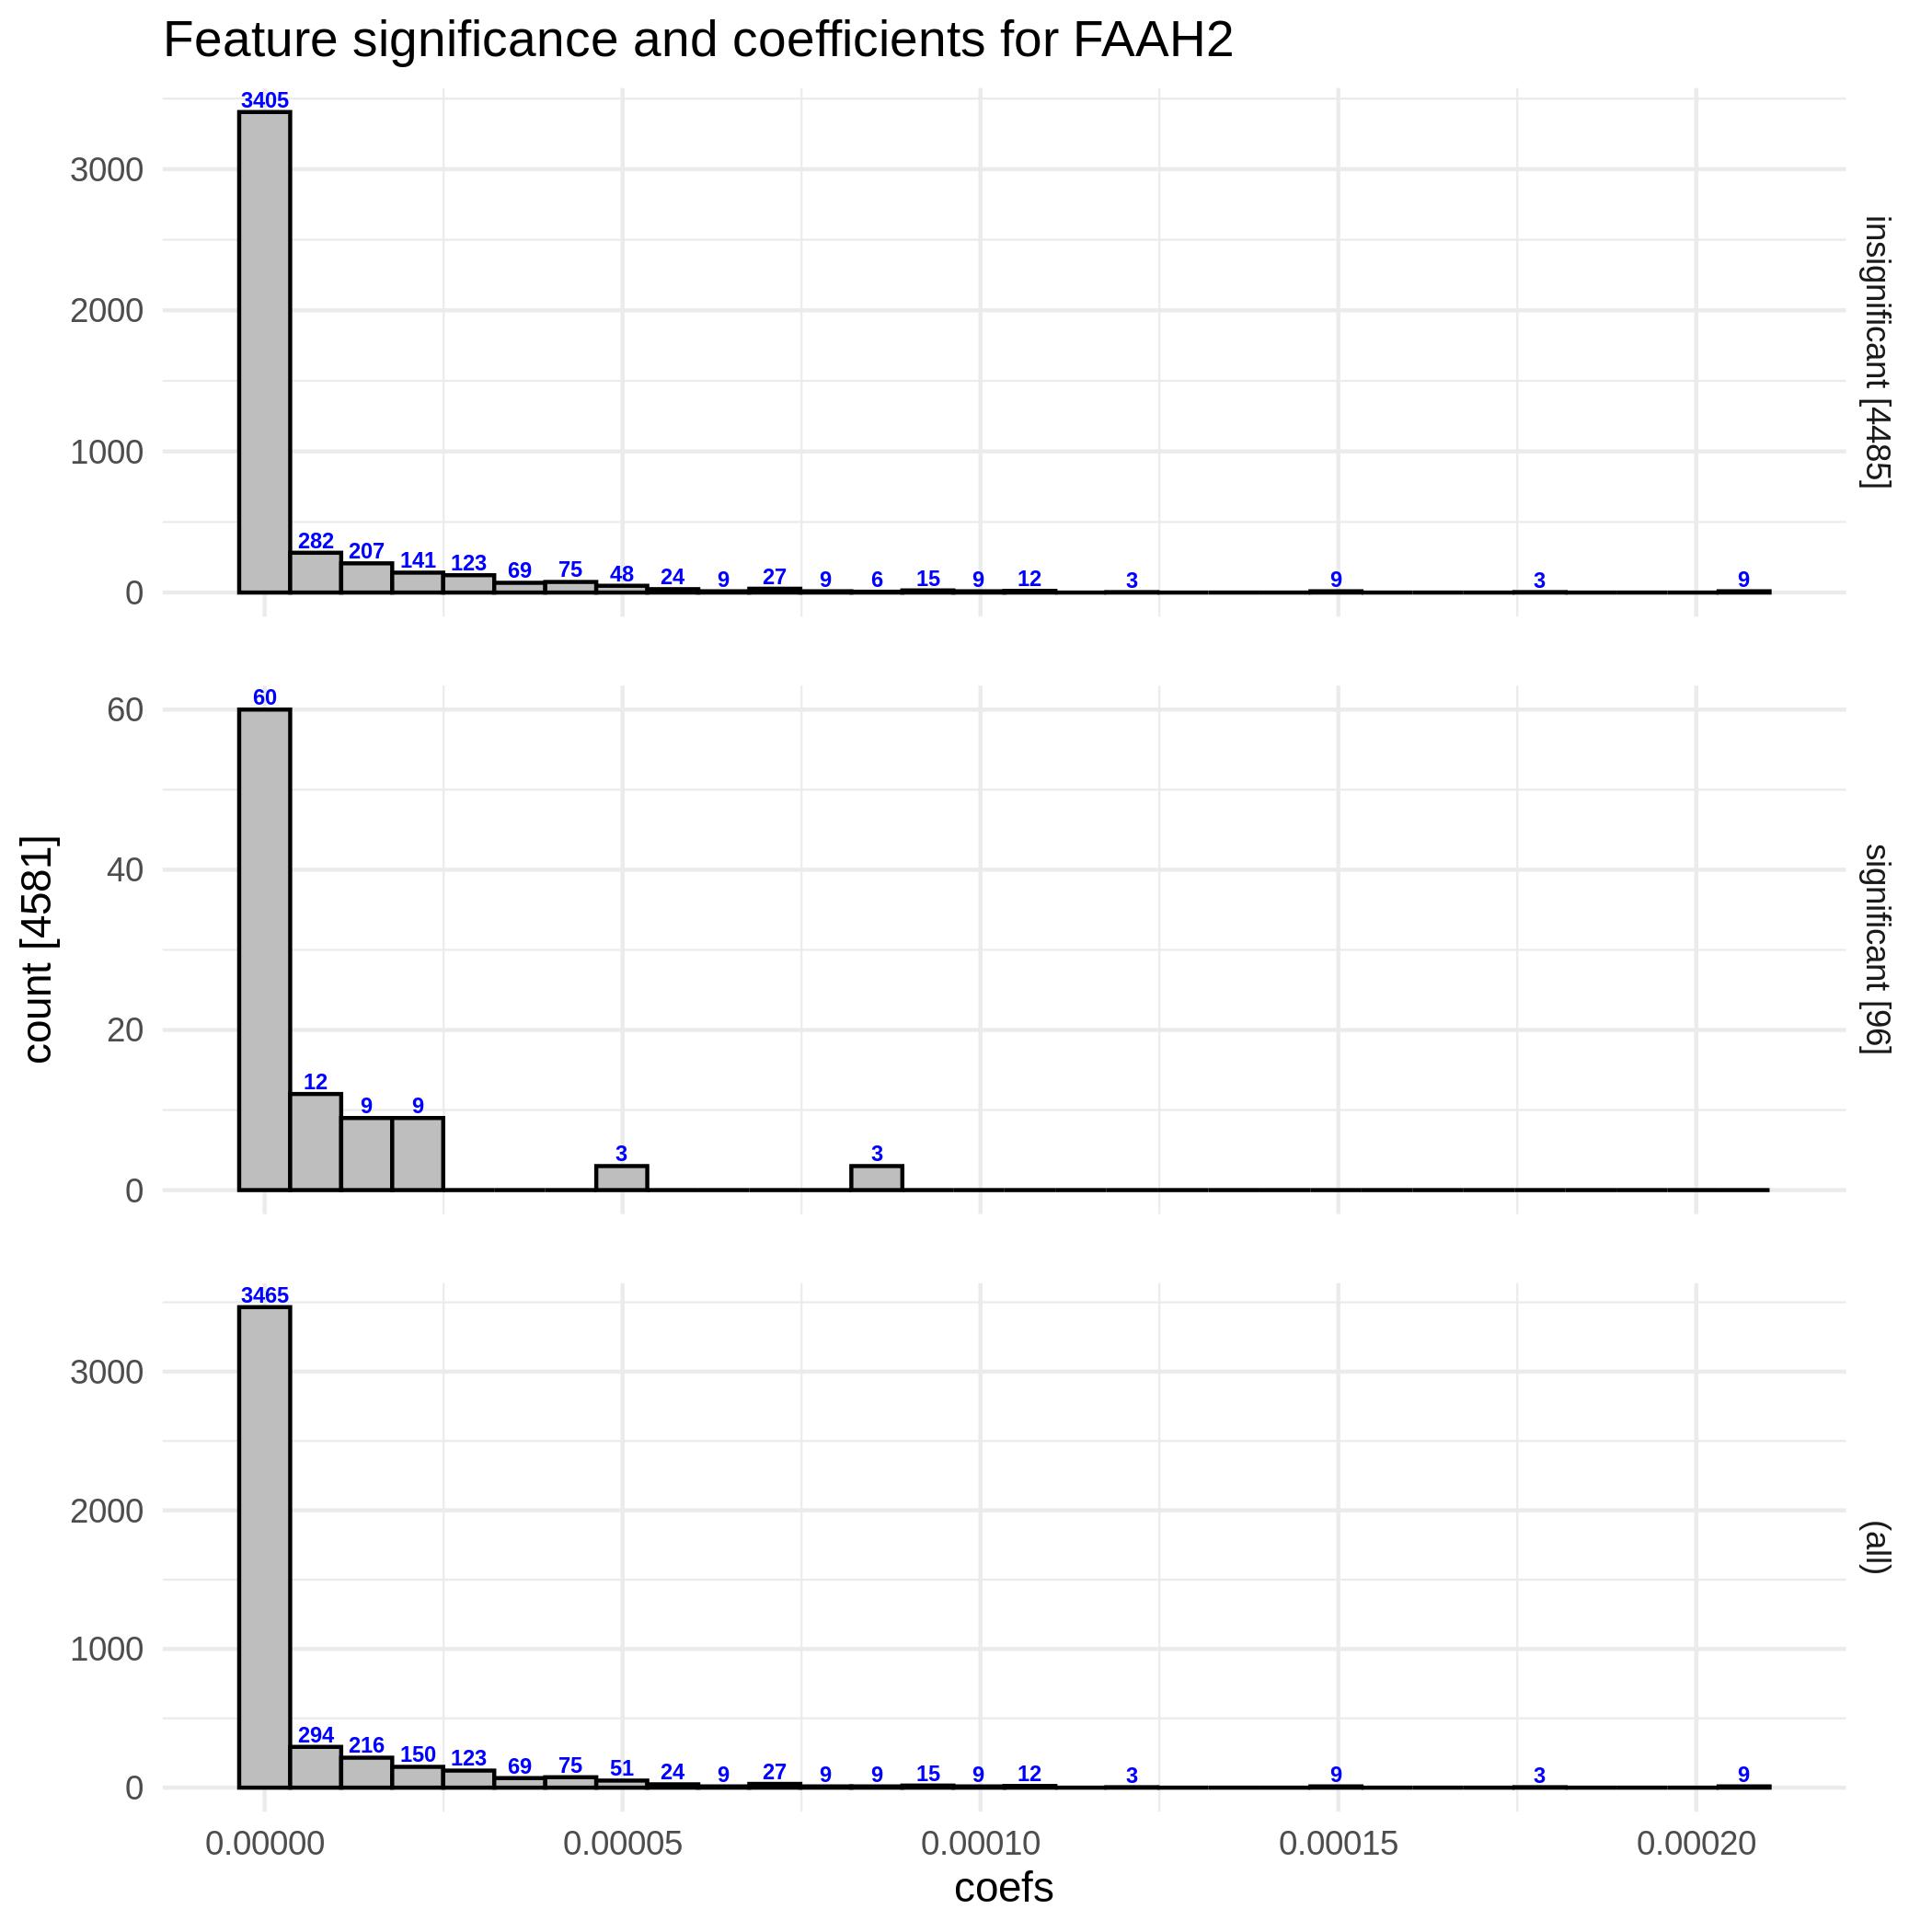 Feature significance and coefficients for FAAH2
count [4581]
3000
2000
1000
0
3405
282 207 141 123 69 75 48 24 9 27 9 6 15 9 12 3 9 3 9
insignificant [4485]
60
40
20
0
60
12 9 9 3 3
significant [96]
3000
2000
1000
0
3465
294 216 150 123 69 75 51 24 9 27 9 9 15 9 12 3 9 3 9
(all)
0.00000 0.00005 0.00010 0.00015 0.00020
coefs